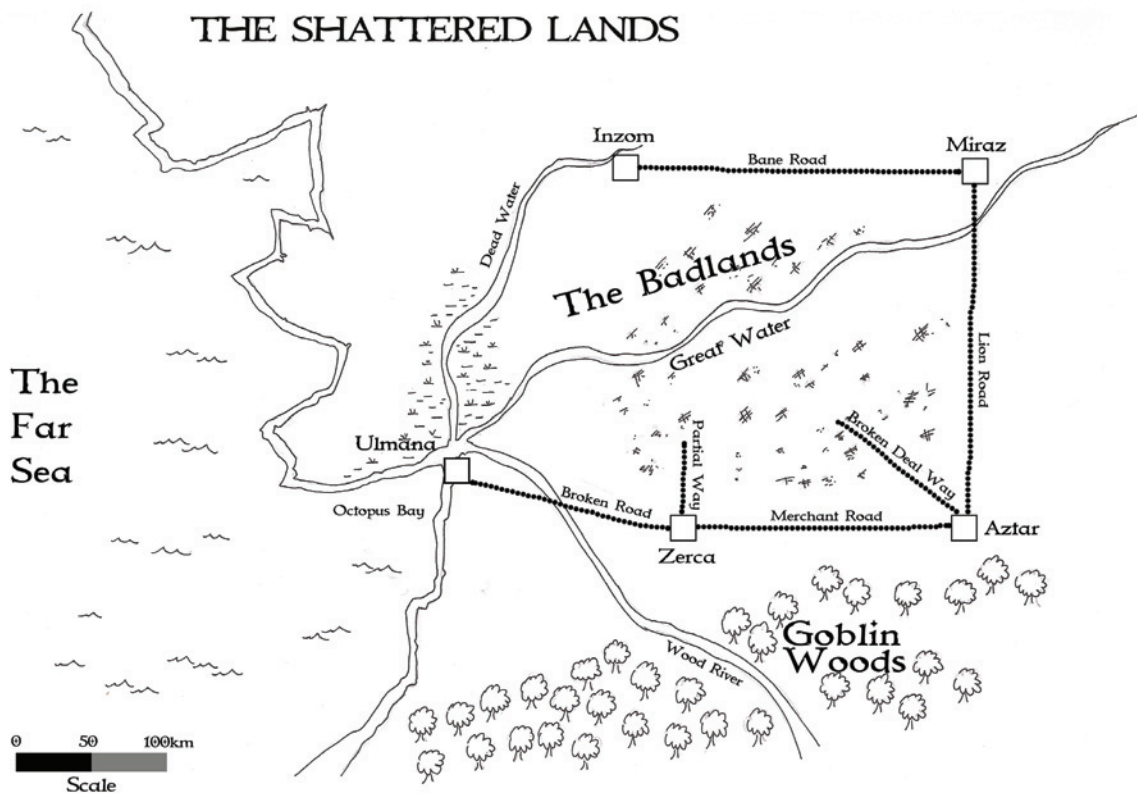 THE SHATTERED LANDS
Inzom
Miraz
Bane Road
Dead Water
The Badlands
Great Water
Lion Road
The
Far
Sea
Ulmana
Partial Way
Broken Deal Way
Octopus Bay
Broken Road
Merchant Road
Zerca
Aztar
Goblin
Woods
Wood River
0 50 100km
Scale